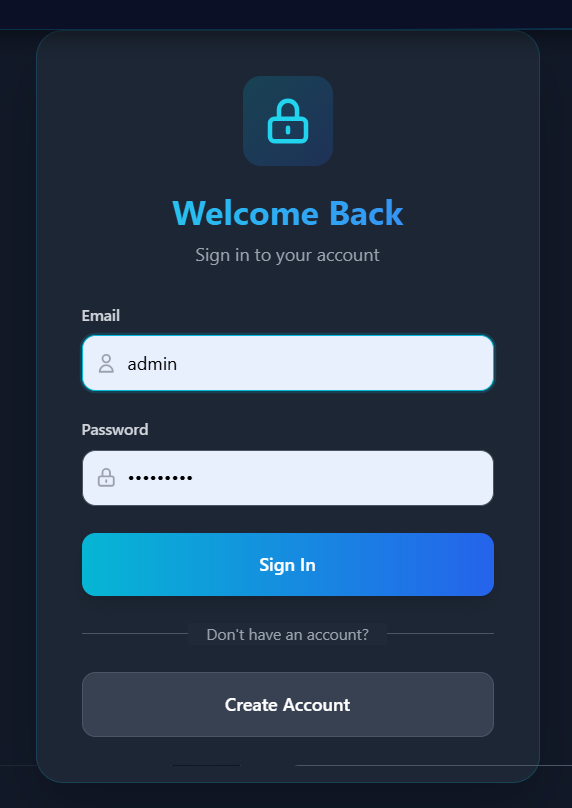 Welcome Back
Sign in to your account
Email
admin
Password
•••••••••
Sign In
Don't have an account?
Create Account